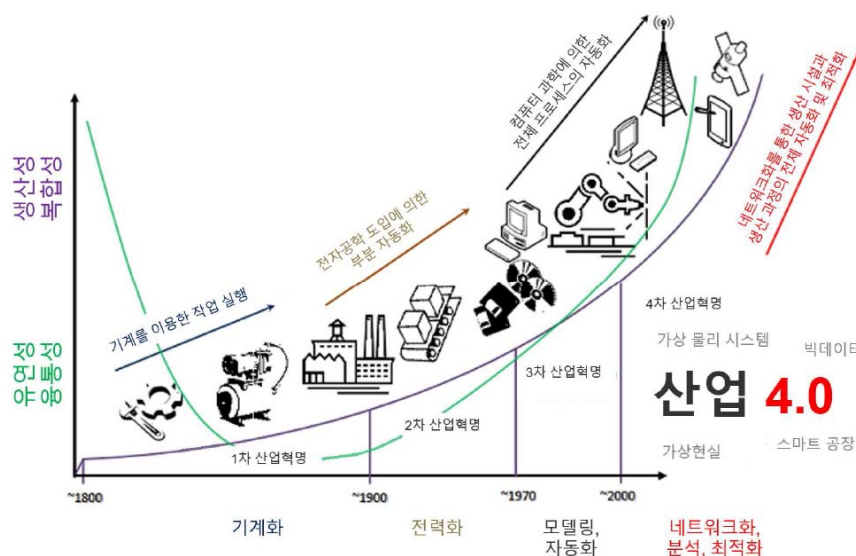 생산성
복합성
유연성
융통성
기계를 이용한 작업 실행
전자공학 도입에 의한
부분 자동화
컴퓨터 과학에 의한
전체 프로세스의 자동화
네트워크화를 통한 생산 시설과
생산 과정의 전체 자동화 및 최적화
1차 산업혁명
2차 산업혁명
3차 산업혁명
4차 산업혁명
가상 물리 시스템
빅데이터
산업 4.0
가상현실
스마트 공장
~1800
~1900
~1970
~2000
기계화
전력화
모델링,
자동화
네트워크화,
분석, 최적화